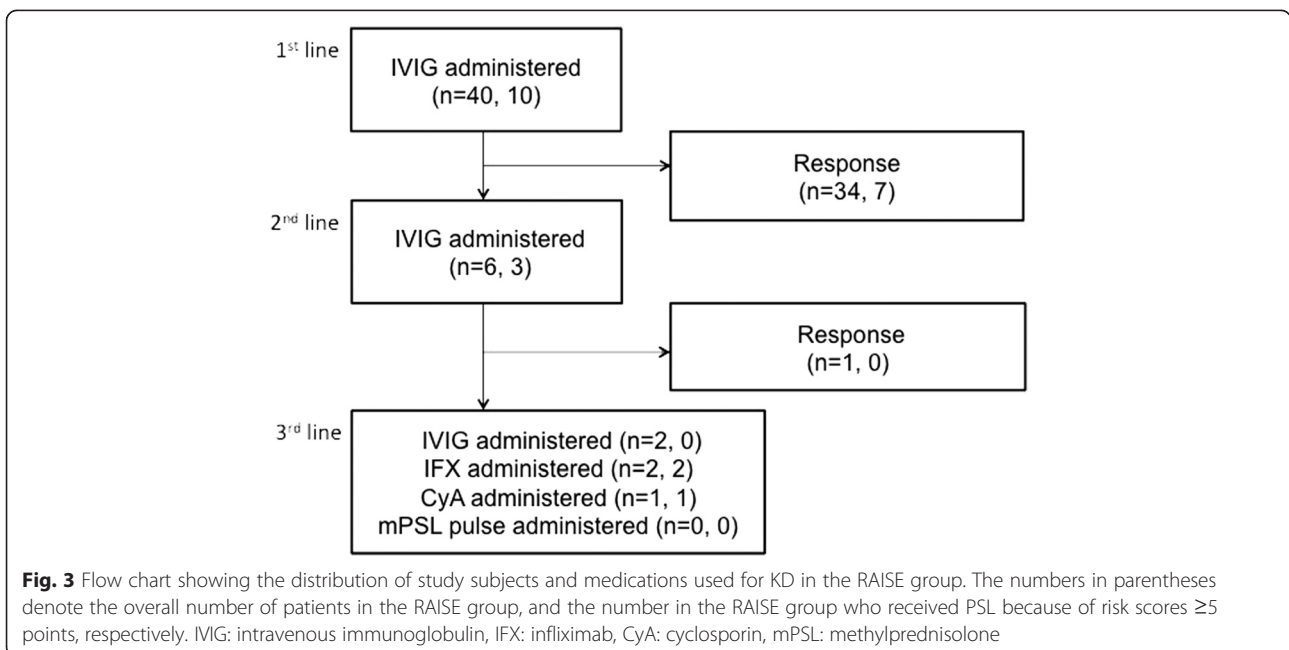 1st line
IVIG administered
(n=40, 10)
Response
(n=34, 7)
2nd line
IVIG administered
(n=6, 3)
Response
(n=1, 0)
3rd line
IVIG administered (n=2, 0)
IFX administered (n=2, 2)
CyA administered (n=1, 1)
mPSL pulse administered (n=0, 0)
Fig. 3 Flow chart showing the distribution of study subjects and medications used for KD in the RAISE group. The numbers in parentheses
denote the overall number of patients in the RAISE group, and the number in the RAISE group who received PSL because of risk scores ≥5
points, respectively. IVIG: intravenous immunoglobulin, IFX: infliximab, CyA: cyclosporin, mPSL: methylprednisolone